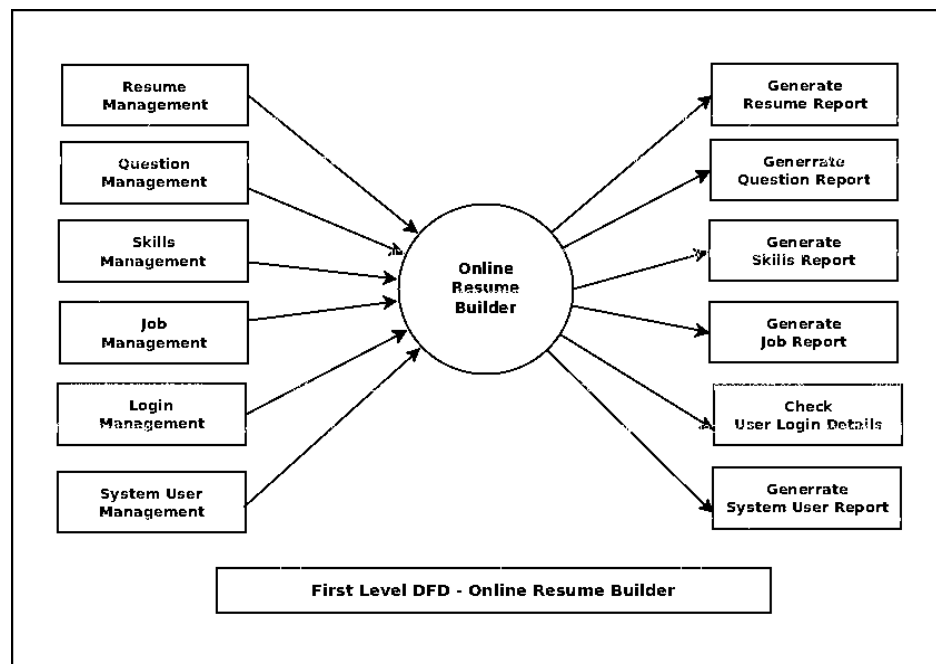 Resume
Management
Question
Management
Skills
Management
Job
Management
Login
Management
System User
Management
Online
Resume
Builder
Generate
Resume Report
Generrate
Question Report
Generate
Skills Report
Generate
Job Report
Check
User Login Details
Generrate
System User Report
First Level DFD - Online Resume Builder